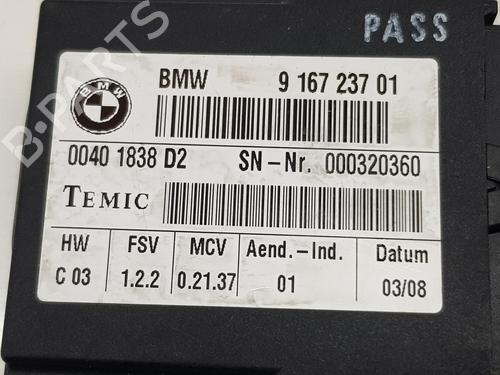 PASS
B-PARTS
BMW
BMW 9 167 237 01
0040 1838 D2 SN-Nr. 000320360
TEMIC
HW FSV MCV Aend.-Ind. Datum
C 03 1.2.2 0.21.37 01 03/08